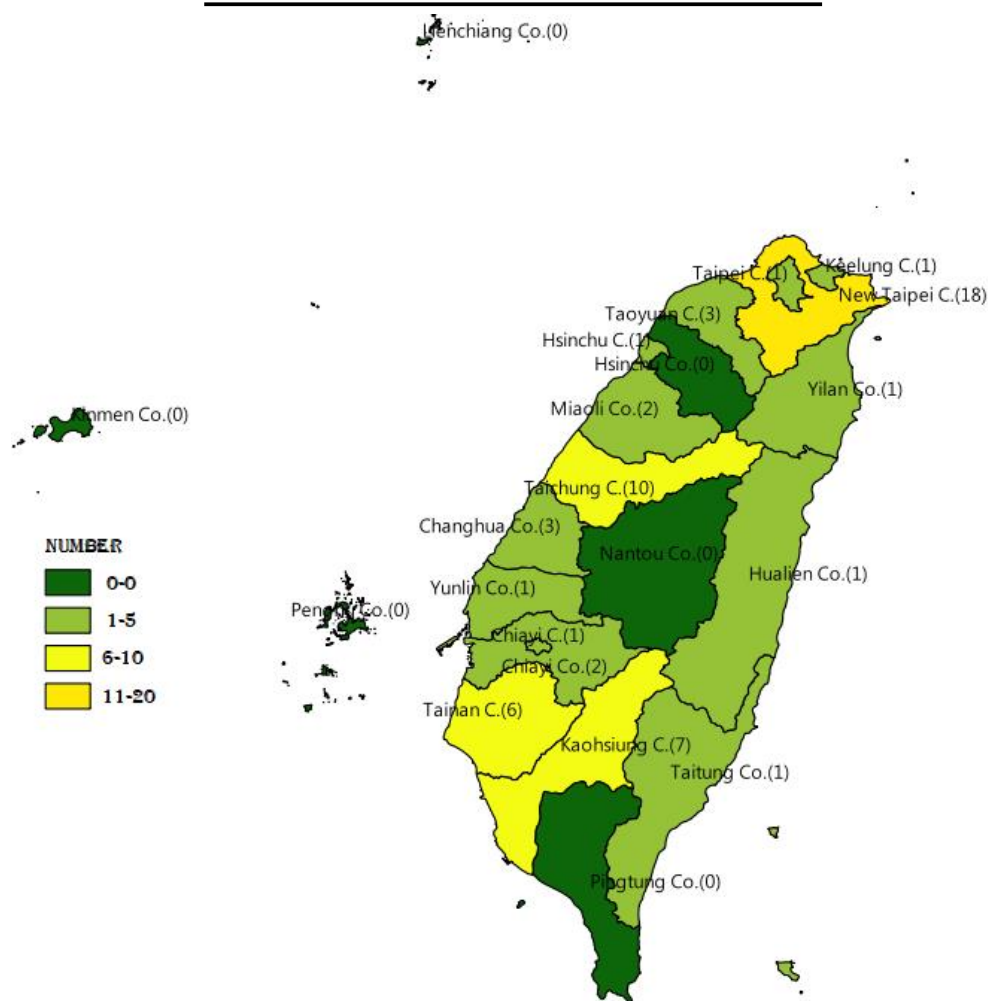 Lienchiang Co.(0)
Keelung C.(1)
Taipei C.(1)
New Taipei C.(18)
Taoyuan C.(3)
Hsinchu C.(1)
Hsinchu Co.(0)
Yilan Co.(1)
Miaoli Co.(2)
Kinmen Co.(0)
Taichung C.(10)
Changhua Co.(3)
NUMBER
Nantou Co.(0)
Hualien Co.(1)
0-0
Yunlin Co.(1)
Penghu Co.(0)
1-5
Chiayi C.(1)
6-10
Chiayi Co.(2)
11-20
Tainan C.(6)
Kaohsiung C.(7)
Taitung Co.(1)
Pingtung Co.(0)